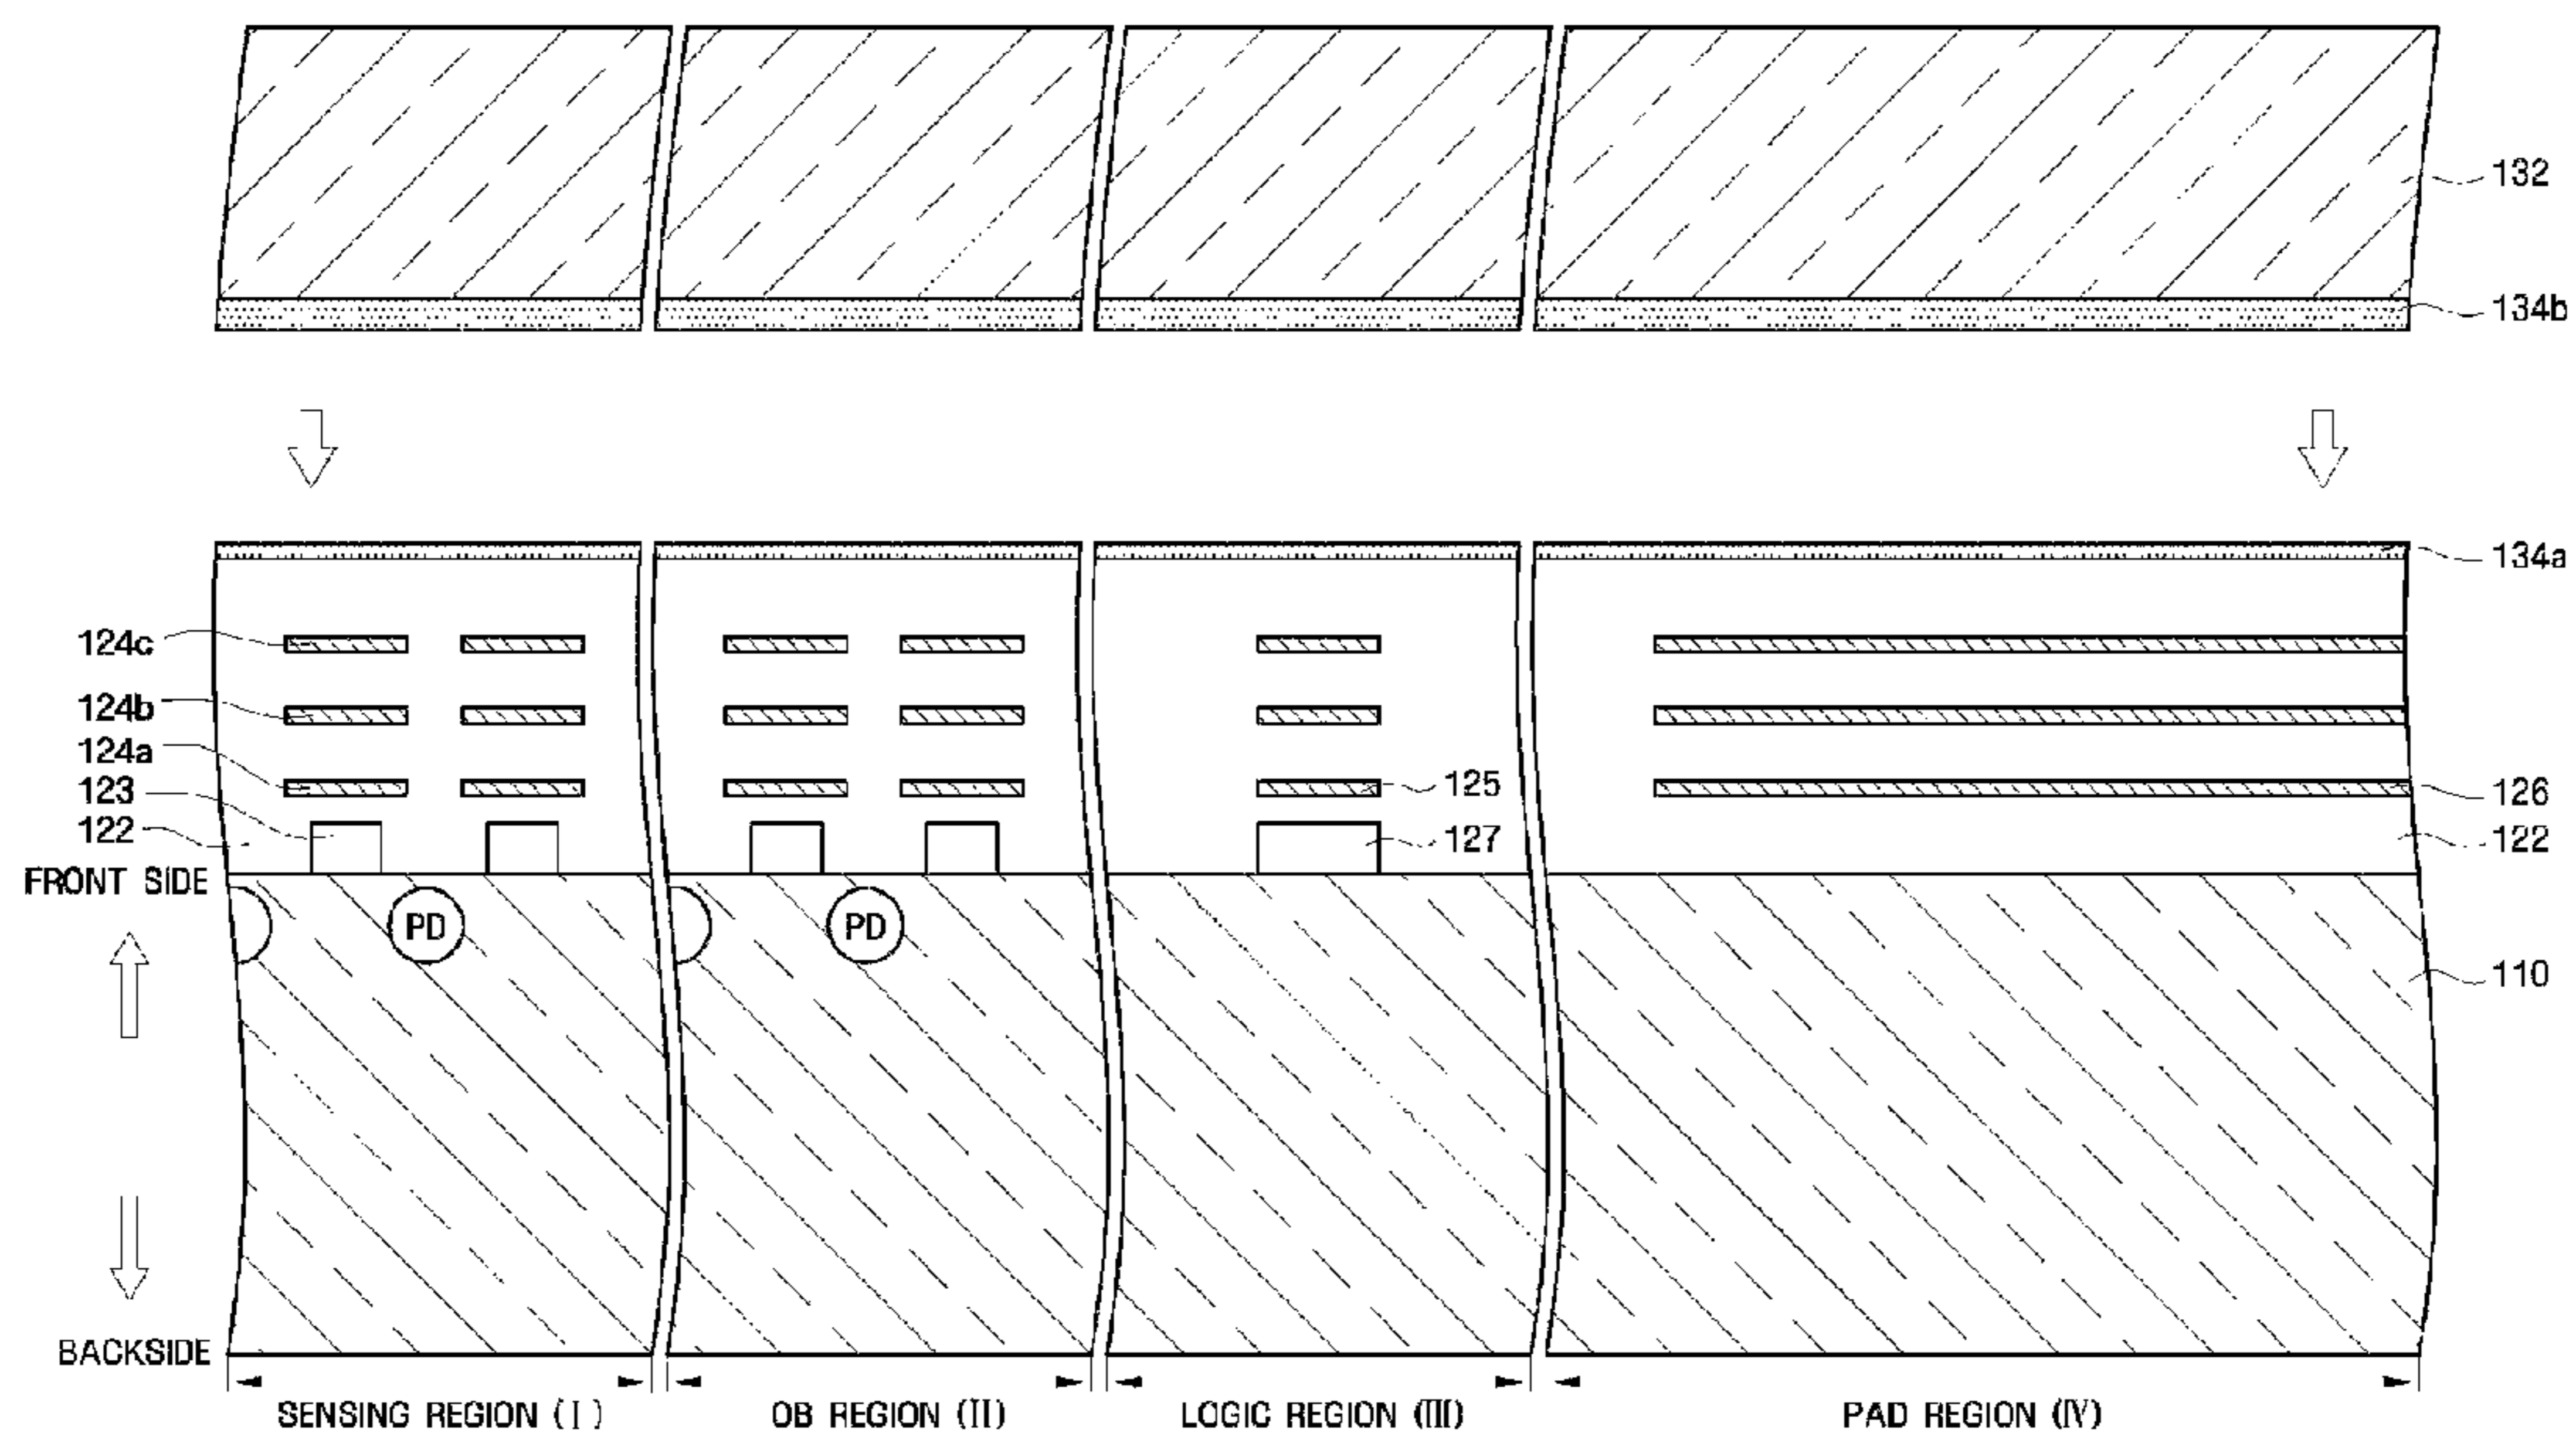 132
134b
134a
124c
124b
124a
123
122
125
127
126
122
FRONT SIDE
PD
PD
110
BACKSIDE
SENSING REGION (I)
OB REGION (II)
LOGIC REGION (III)
PAD REGION (IV)